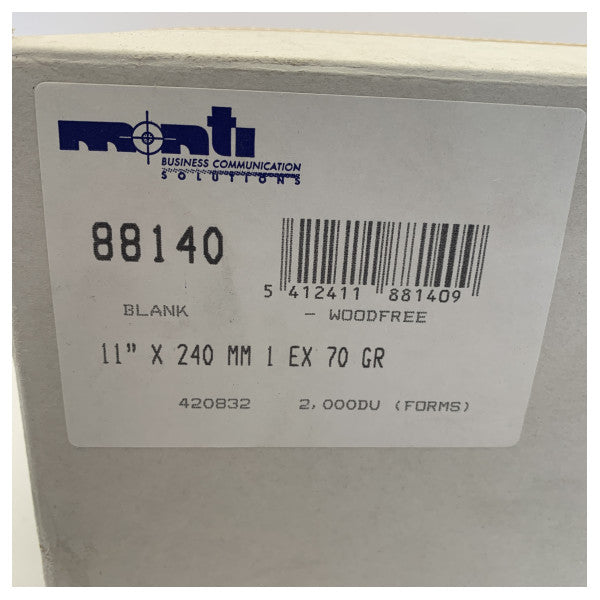 monti
BUSINESS COMMUNICATION
SOLUTIONS
88140
5 412411 881409
BLANK - WOODFREE
11" X 240 MM 1 EX 70 GR
420832 2,000DU (FORMS)